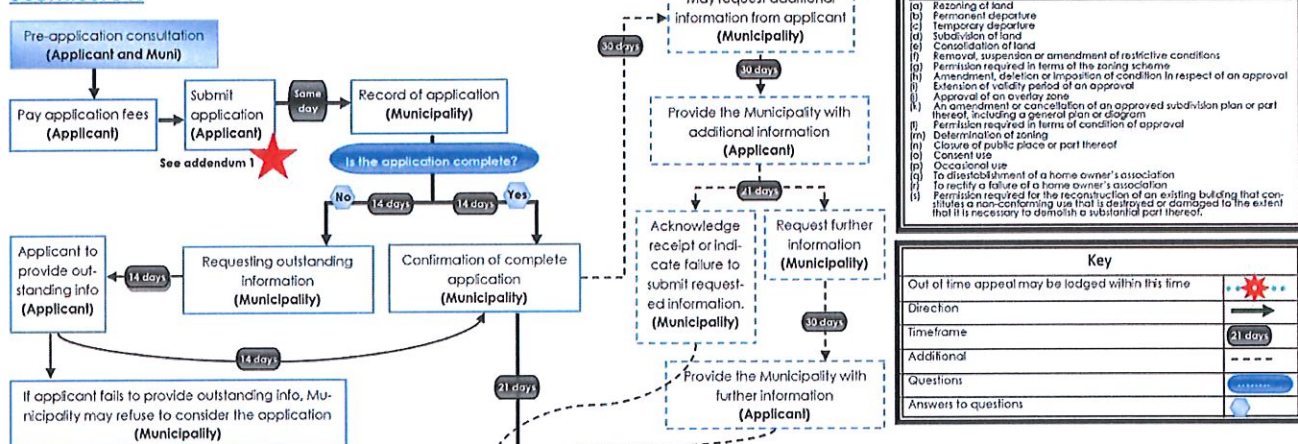 Pre-application consultation
(Applicant and Muni)
Pay application fees
(Applicant)
Submit
application
(Applicant)
See addendum 1
Same
day
Record of application
(Municipality)
Is the application complete?
No
14 days
14 days
Yes
Applicant to
provide out-
standing info
(Applicant)
14 days
Requesting outstanding
information
(Municipality)
Confirmation of complete
application
(Municipality)
14 days
21 days
If applicant fails to provide outstanding info, Mu-
nicipality may refuse to consider the application
(Municipality)
30 days
May request additional
information from applicant
(Municipality)
30 days
Provide the Municipality with
additional information
(Applicant)
21 days
Acknowledge
receipt or indi-
cate failure to
submit request-
ed information.
(Municipality)
Request further
information
(Municipality)
30 days
Provide the Municipality with
further information
(Applicant)
(a) Rezoning of land
(b) Permanent departure
(c) Temporary departure
(d) Subdivision of land
(e) Consolidation of land
(f) Removal, suspension or amendment of restrictive conditions
(g) Permission required in terms of the zoning scheme
(h) Amendment, deletion or imposition of condition in respect of an approval
(i) Extension of validity period of an approval
(j) Approval of an overlay zone
(k) An amendment or cancellation of an approved subdivision plan or part
thereof, including a general plan or diagram
(l) Permission required in terms of condition of approval
(m) Determination of zoning
(n) Closure of public place or part thereof
(o) Consent use
(p) Occasional use
(q) To disestablishment of a home owner's association
(r) To rectify a failure of a home owner's association
(s) Permission required for the reconstruction of an existing building that con-
stitutes a non-conforming use that is destroyed or damaged to the extent
that it is necessary to demolish a substantial part thereof.
Key
Out of time appeal may be lodged within this time
Direction
Timeframe
21 days
Additional
Questions
Answers to questions